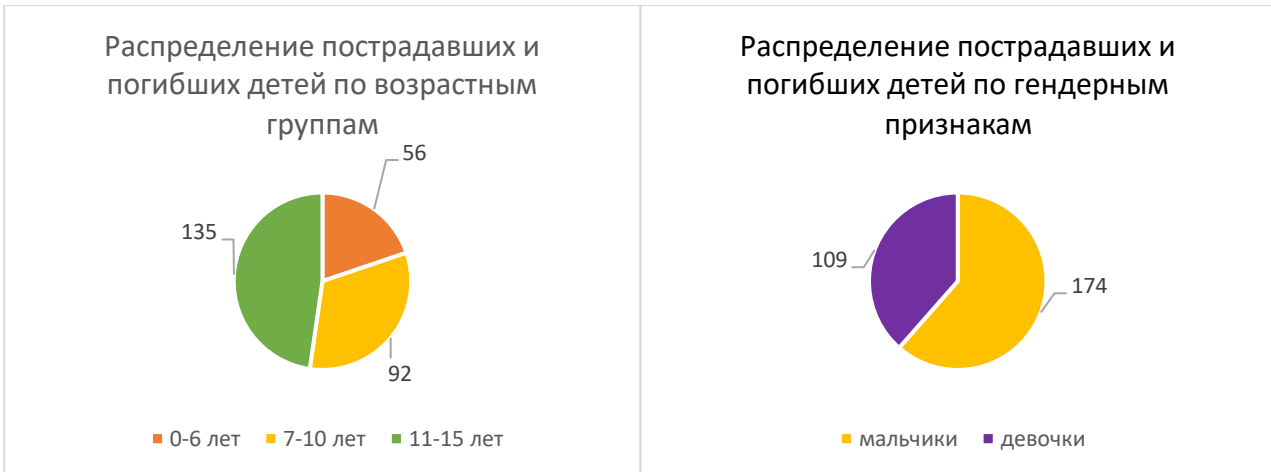 Распределение пострадавших и
погибших детей по возрастным
группам
56
135
92
0-6 лет 7-10 лет 11-15 лет
Распределение пострадавших и
погибших детей по гендерным
признакам
109
174
мальчики девочки